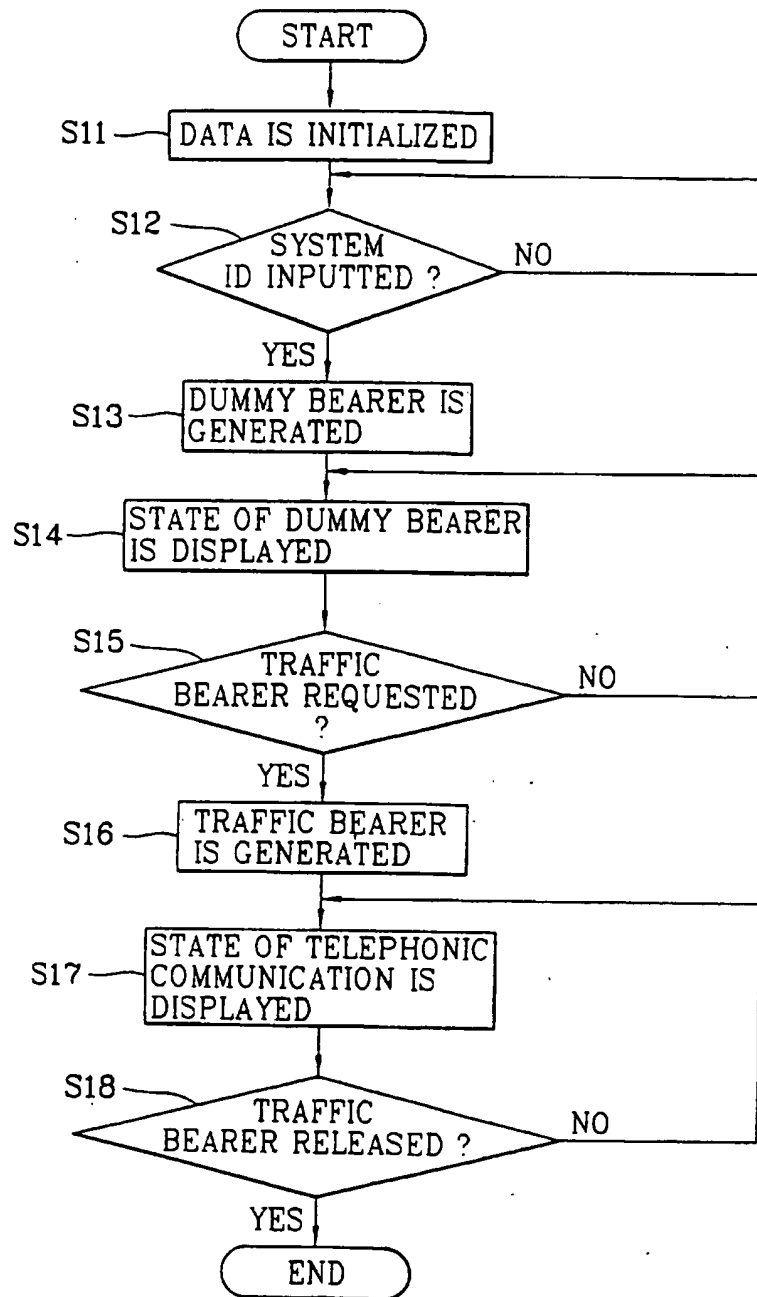 START
S11
DATA IS INITIALIZED
S12
SYSTEM
ID INPUTTED ?
NO
YES
S13
DUMMY BEARER IS
GENERATED
S14
STATE OF DUMMY BEARER
IS DISPLAYED
S15
TRAFFIC
BEARER REQUESTED
?
NO
YES
S16
TRAFFIC BEARER
IS GENERATED
S17
STATE OF TELEPHONIC
COMMUNICATION IS
DISPLAYED
S18
TRAFFIC
BEARER RELEASED ?
NO
YES
END